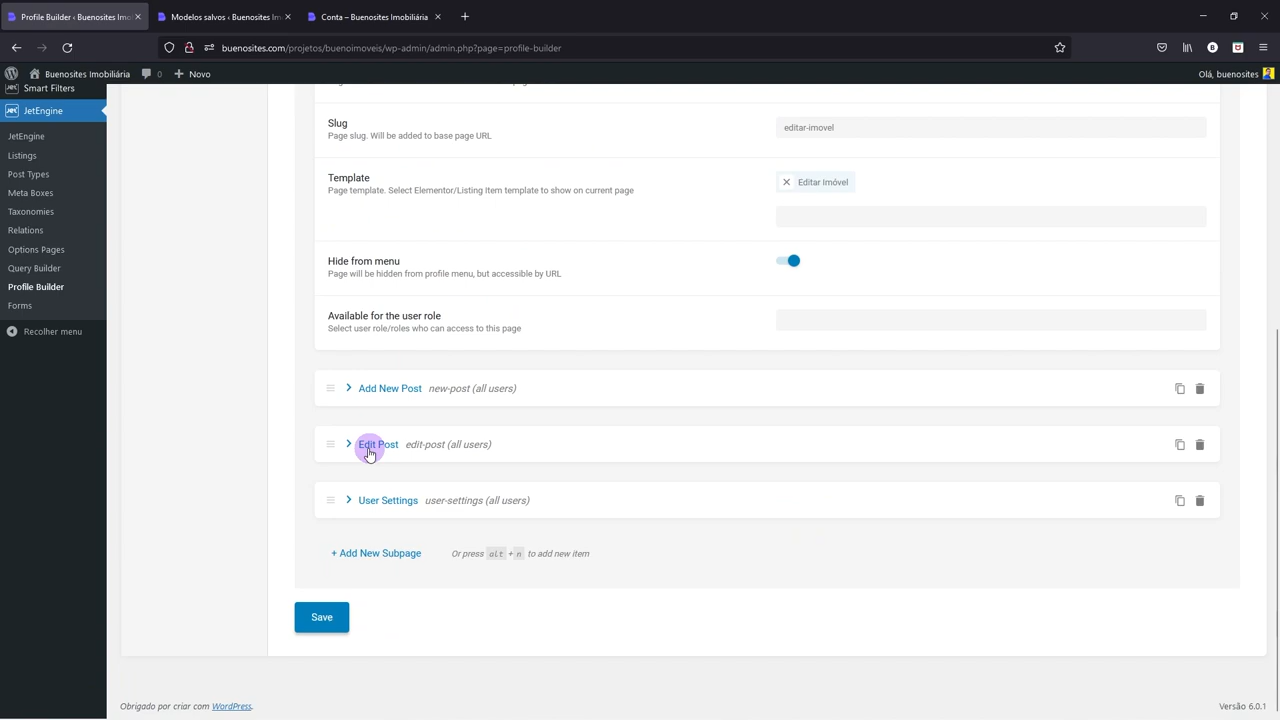 Profile Builder ‹ Buenosites Imo
Modelos salvos ‹ Buenosites Im
Conta – Buenosites Imobiliária
buenosites.com/projetos/buenoimoveis/wp-admin/admin.php?page=profile-builder
Buenosites Imobiliária
0
Novo
Olá, buenosites
Smart Filters
JetEngine
JetEngine
Listings
Post Types
Meta Boxes
Taxonomies
Relations
Options Pages
Query Builder
Profile Builder
Forms
Recolher menu
Slug
Page slug. Will be added to base page URL
editar-imovel
Template
Page template. Select Elementor/Listing Item template to show on current page
Editar Imóvel
Hide from menu
Page will be hidden from profile menu, but accessible by URL
Available for the user role
Select user role/roles who can access to this page
Add New Post new-post (all users)
Edit Post edit-post (all users)
User Settings user-settings (all users)
+ Add New Subpage Or press alt + n to add new item
Save
Obrigado por criar com WordPress.
Versão 6.0.1